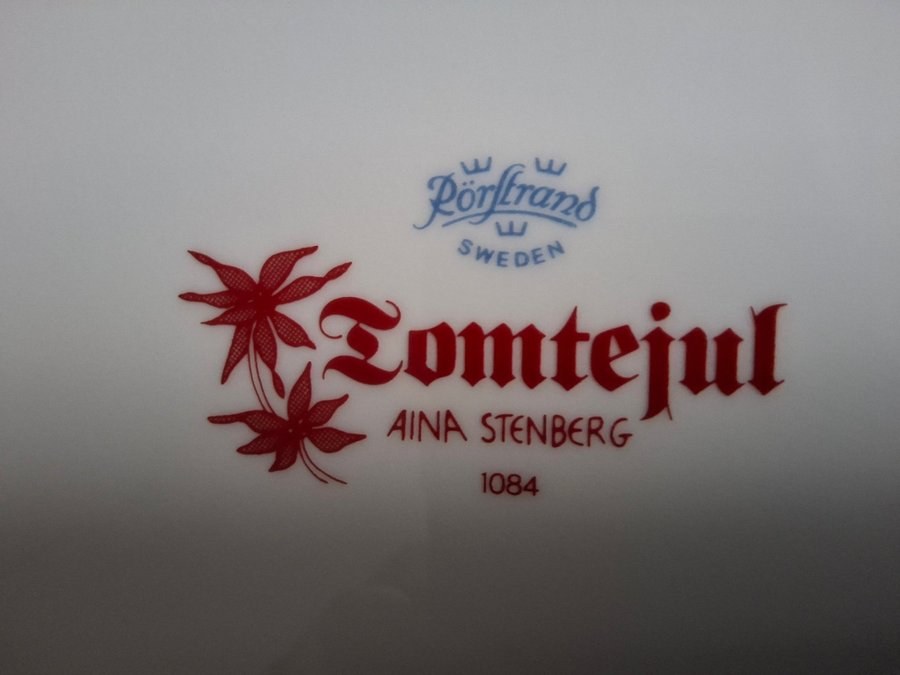 Rörstrand
SWEDEN
Tomtejul
AINA STENBERG
1084